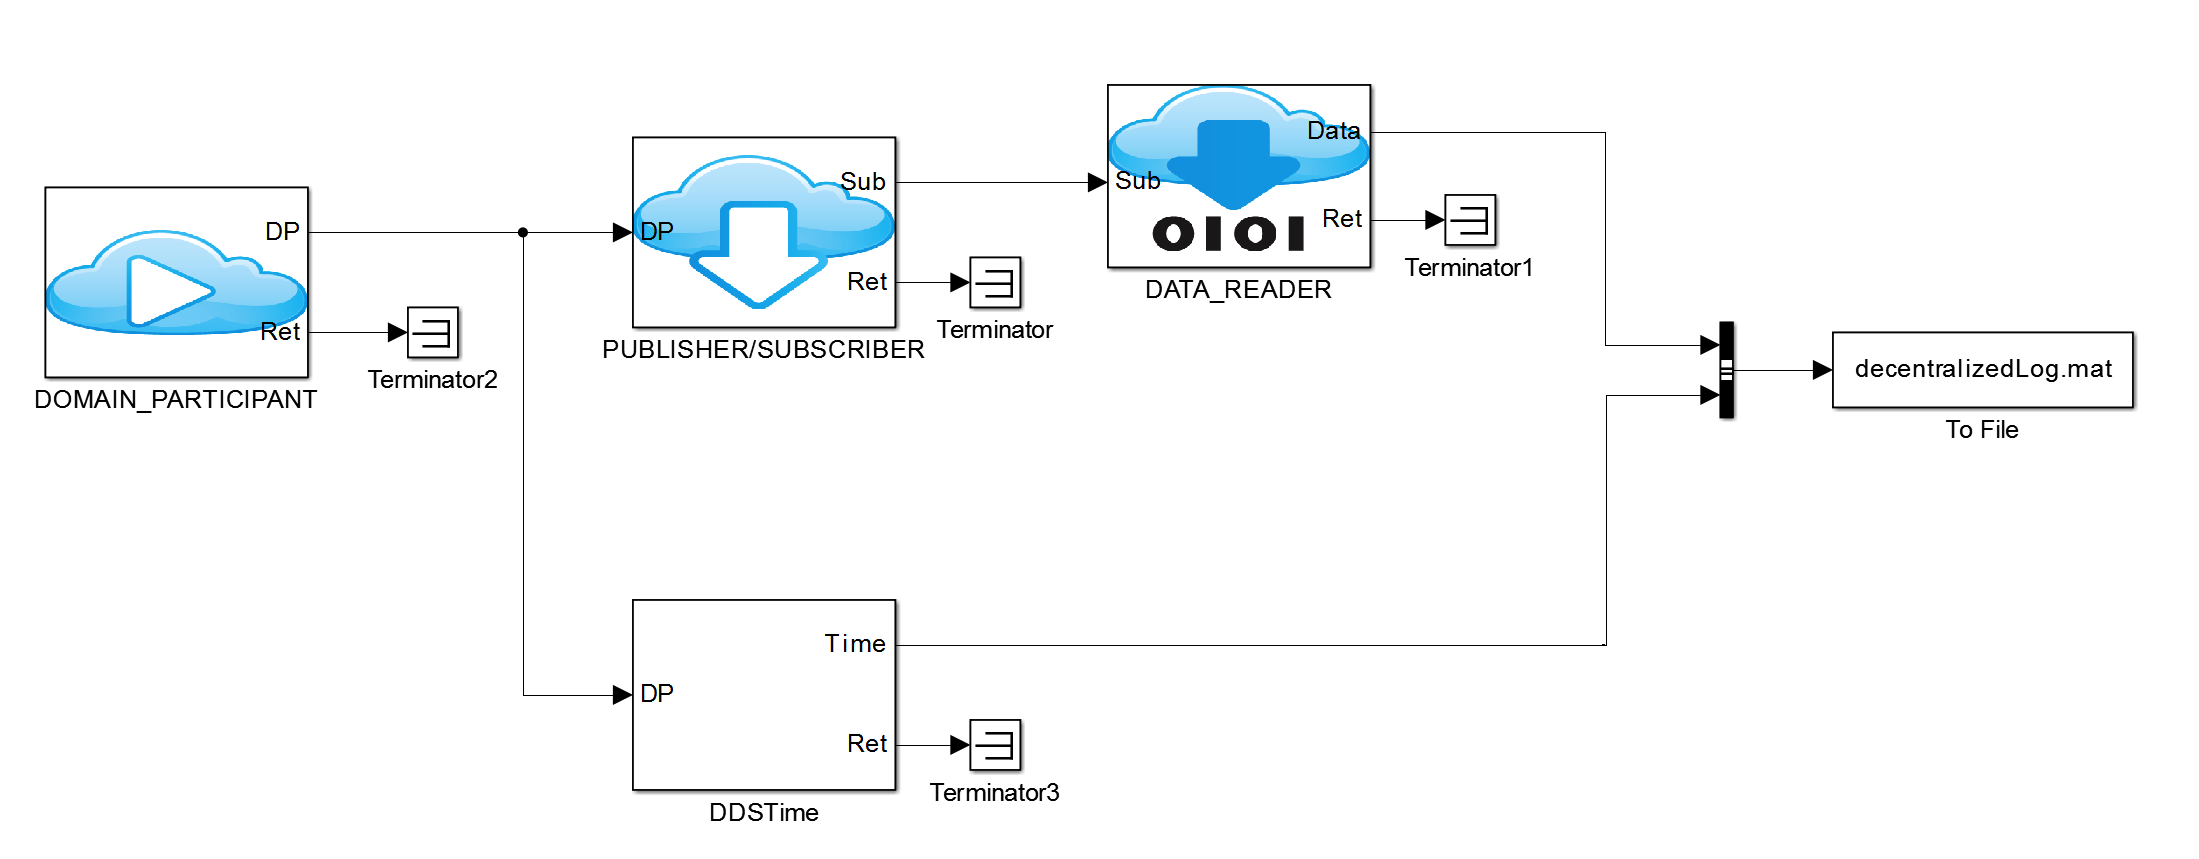 DP
Ret
DOMAIN_PARTICIPANT
Terminator2
DP
Sub
Ret
PUBLISHER/SUBSCRIBER
Terminator
Sub
Data
Ret
0101
DATA_READER
Terminator1
decentralizedLog.mat
To File
DP
Time
Ret
DDSTime
Terminator3